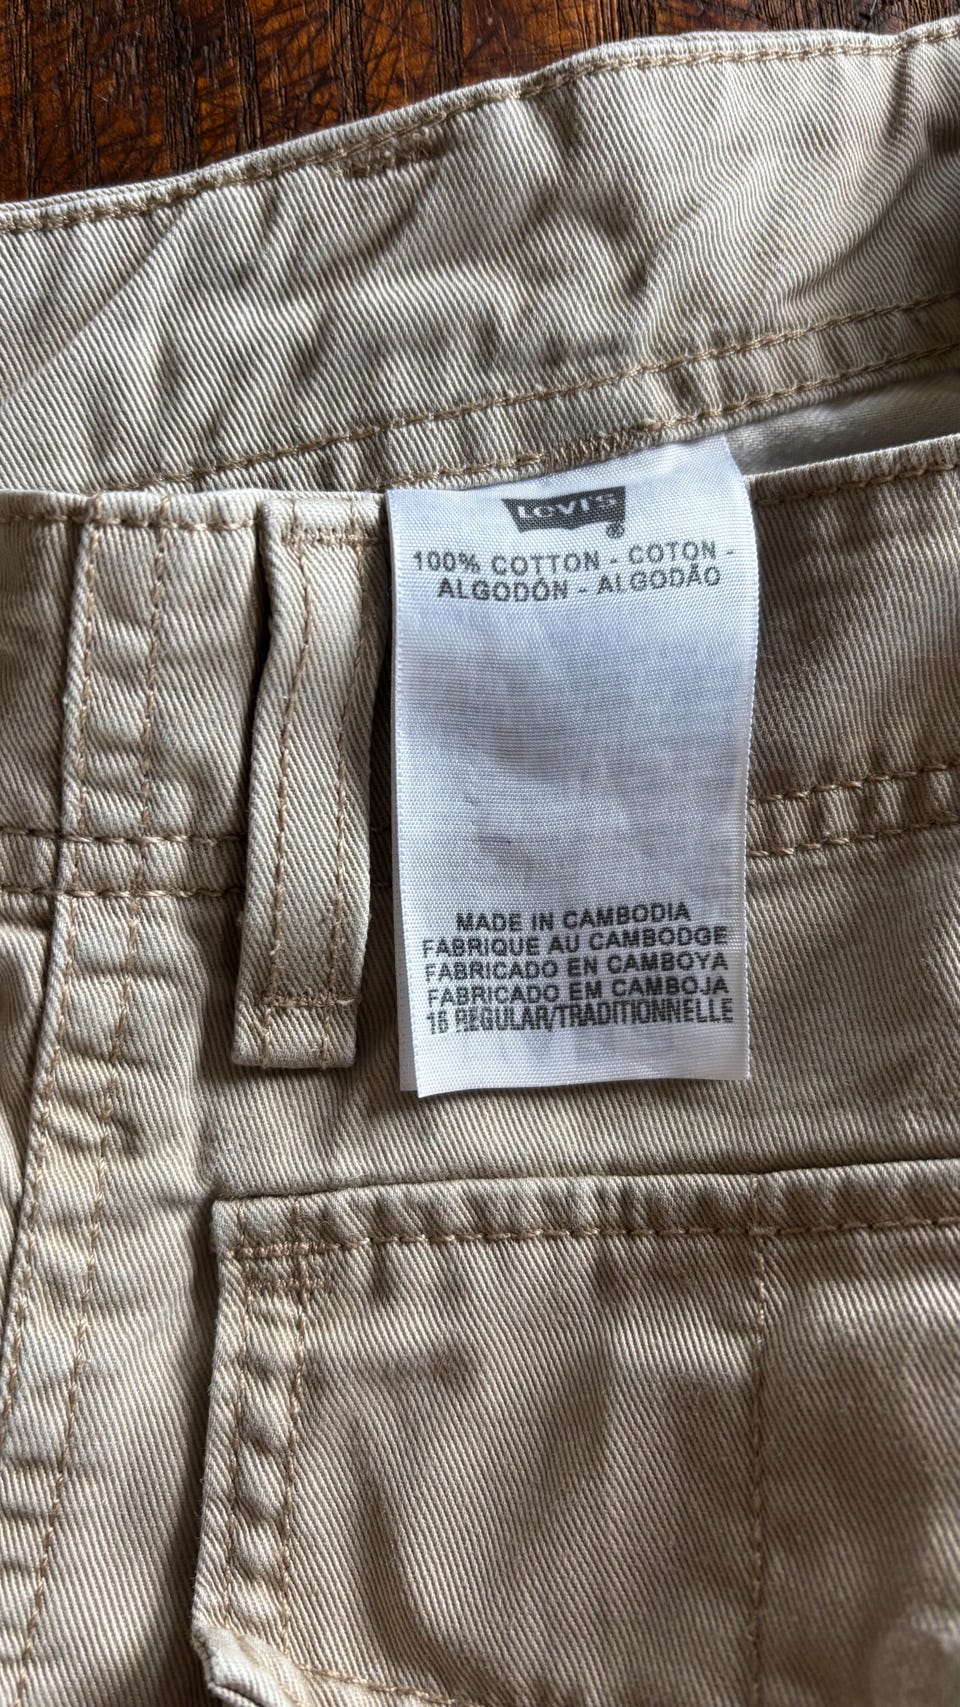 Levi's
®
100% COTTON - COTON -
ALGODÓN - ALGODÃO
MADE IN CAMBODIA
FABRIQUE AU CAMBODGE
FABRICADO EN CAMBOYA
FABRICADO EM CAMBOJA
16 REGULAR/TRADITIONNELLE